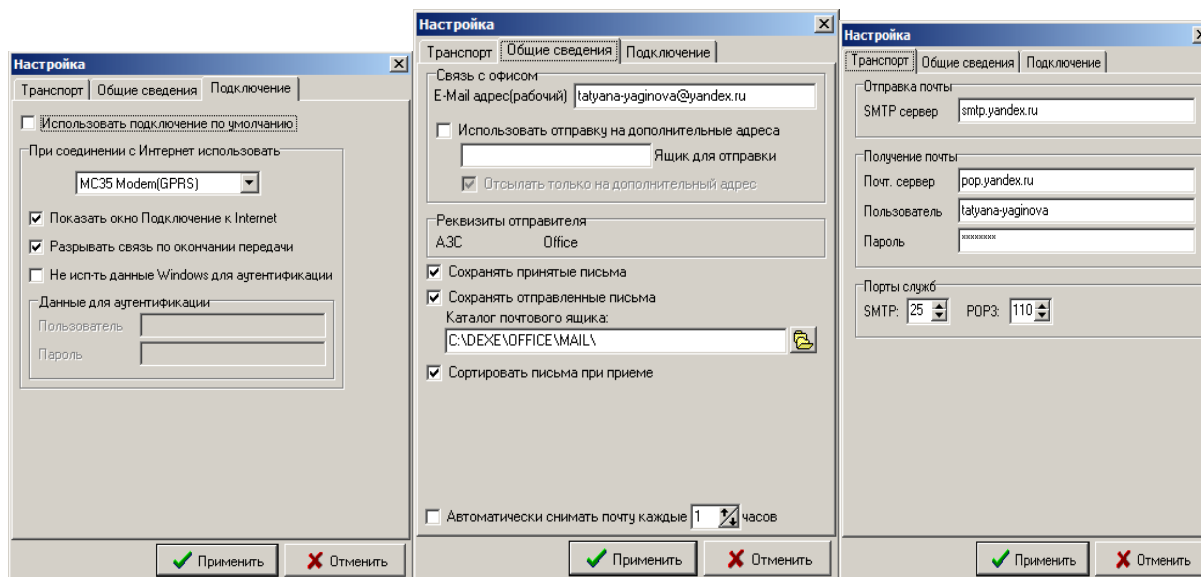 Настройка
Транспорт Общие сведения Подключение
Использовать подключение по умолчанию
При соединении с Интернет использовать
MC35 Modem(GPRS)
Показать окно Подключение к Internet
Разрывать связь по окончании передачи
Не исп-ть данные Windows для аутентификации
Данные для аутентификации
Пользователь
Пароль
Применить Отменить
Настройка
Транспорт Общие сведения Подключение
Связь с офисом
E-Mail адрес(рабочий) tatyana-yaginova@yandex.ru
Использовать отправку на дополнительные адреса
Ящик для отправки
Отсылать только на дополнительный адрес
Реквизиты отправителя
АЗС Office
Сохранять принятые письма
Сохранять отправленные письма
Каталог почтового ящика:
C:\DEXE\OFFICE\MAIL\
Сортировать письма при приеме
Автоматически снимать почту каждые 1 часов
Применить Отменить
Настройка
Транспорт Общие сведения Подключение
Отправка почты
SMTP сервер smtp.yandex.ru
Получение почты
Почт. сервер pop.yandex.ru
Пользователь tatyana-yaginova
Пароль ********
Порты служб
SMTP: 25 POP3: 110
Применить Отменить